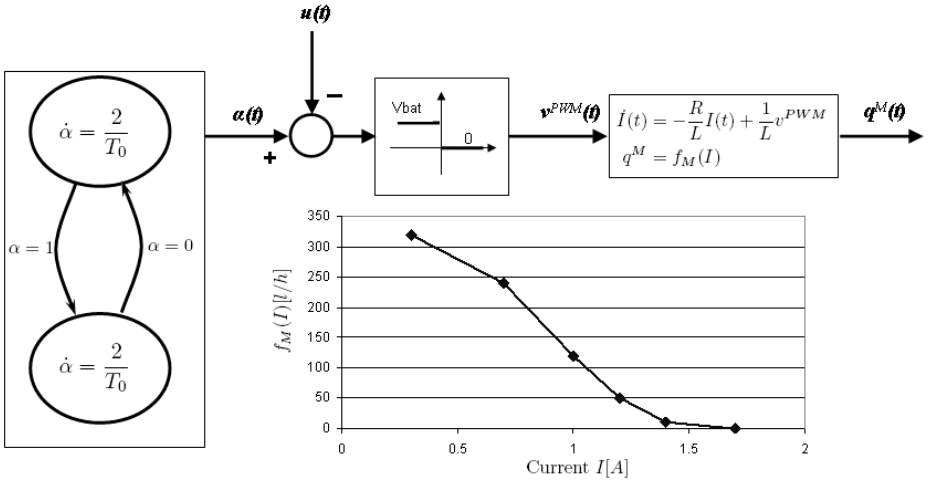 u(t)
α̇ = 2/T₀
α(t)
−
+
Vbat
0
v^{PWM}(t)
İ(t) = −R/L I(t) + 1/L v^{PWM}
q^M = f_M(I)
q^M(t)
α = 1
α = 0
α̇ = 2/T₀
f_M(I)[l/h]
350
300
250
200
150
100
50
0
0
0.5
1
1.5
2
Current I[A]